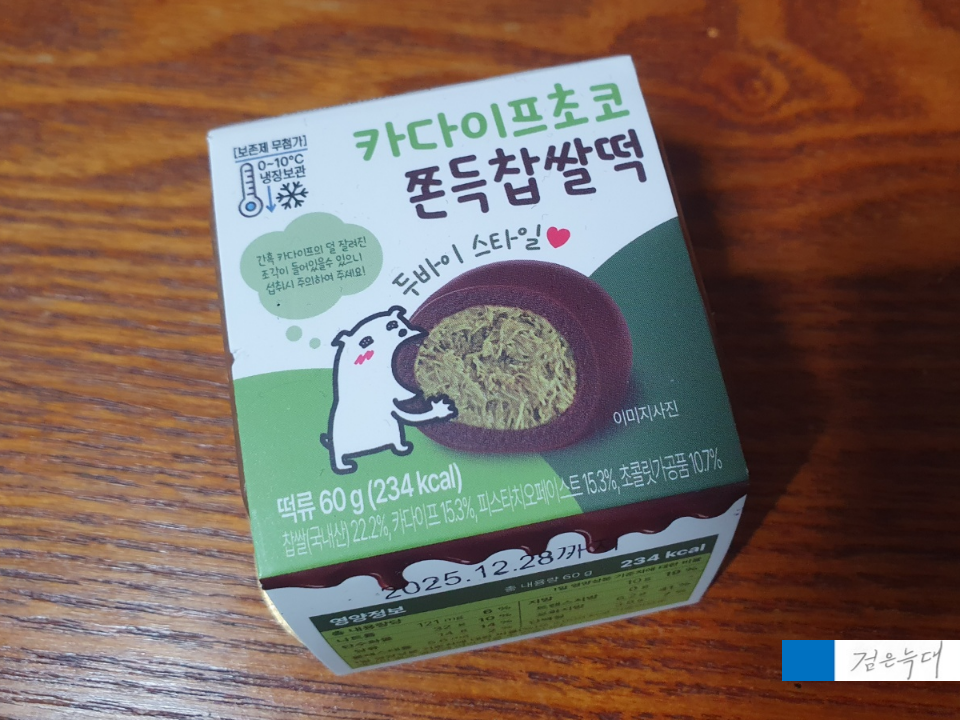 [보존제 무첨가]
0~10℃
냉장보관
카다이프초코
쫀득찹쌀떡
두바이 스타일
간혹 카다이프의 덜 잘려진
조각이 들어있을수 있으니
섭취시 주의하여 주세요!
이미지사진
떡류 60 g (234 kcal)
찹쌀(국내산) 22.2%, 카다이프 15.3%, 피스타치오페이스트 15.3%, 초콜릿가공품 10.7%
2025.12.28
영양정보
총 내용량 60 g
234 kcal
검은늑대